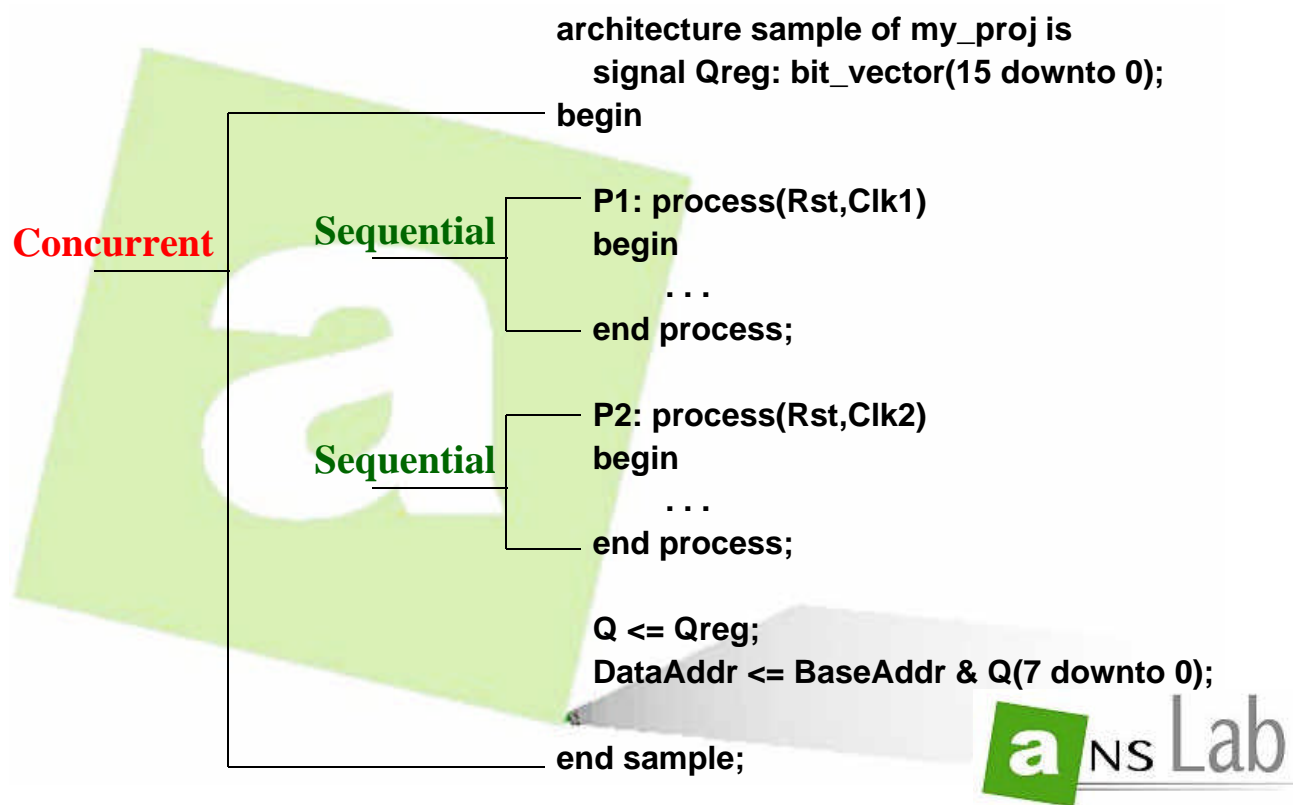 architecture sample of my_proj is
signal Qreg: bit_vector(15 downto 0);
begin
P1: process(Rst,Clk1)
Concurrent
Sequential
begin
. . .
end process;
P2: process(Rst,Clk2)
Sequential
begin
. . .
end process;
Q <= Qreg;
DataAddr <= BaseAddr & Q(7 downto 0);
end sample;
a NS Lab
a